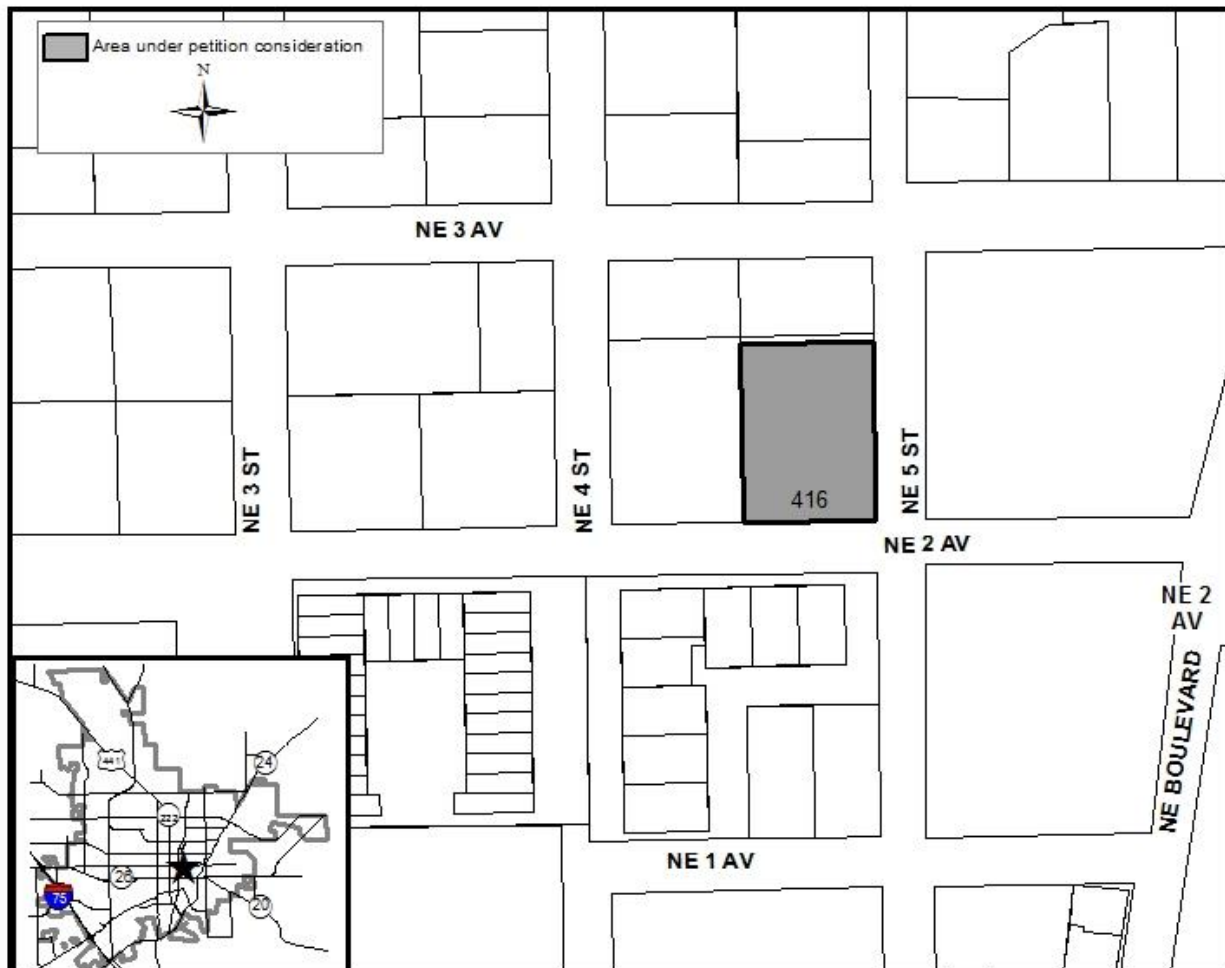 Area under petition consideration
N
NE 3 AV
NE 3 ST
NE 4 ST
NE 5 ST
416
NE 2 AV
NE 2
AV
NE BOULEVARD
NE 1 AV
441
24
222
26
75
20